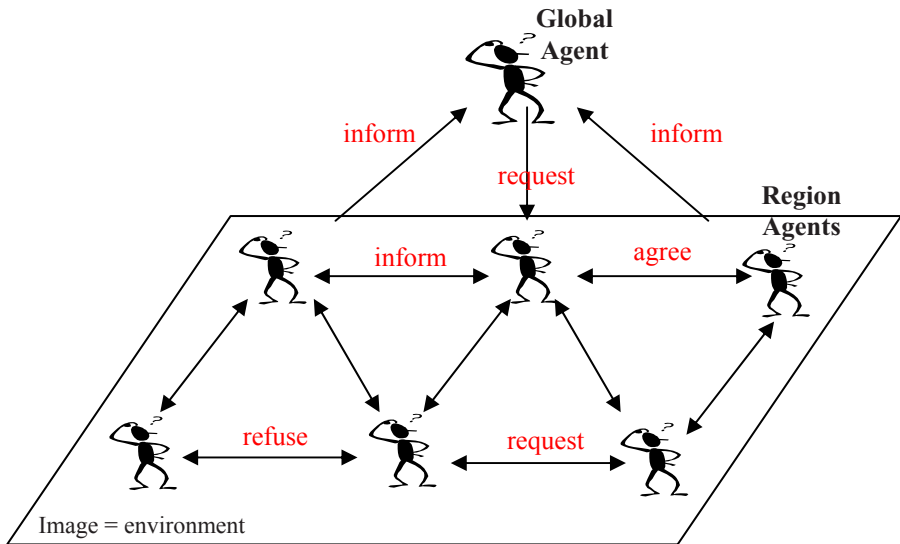 Global
Agent
?
inform
inform
request
Region
Agents
?
?
?
inform
agree
?
?
?
refuse
request
Image = environment